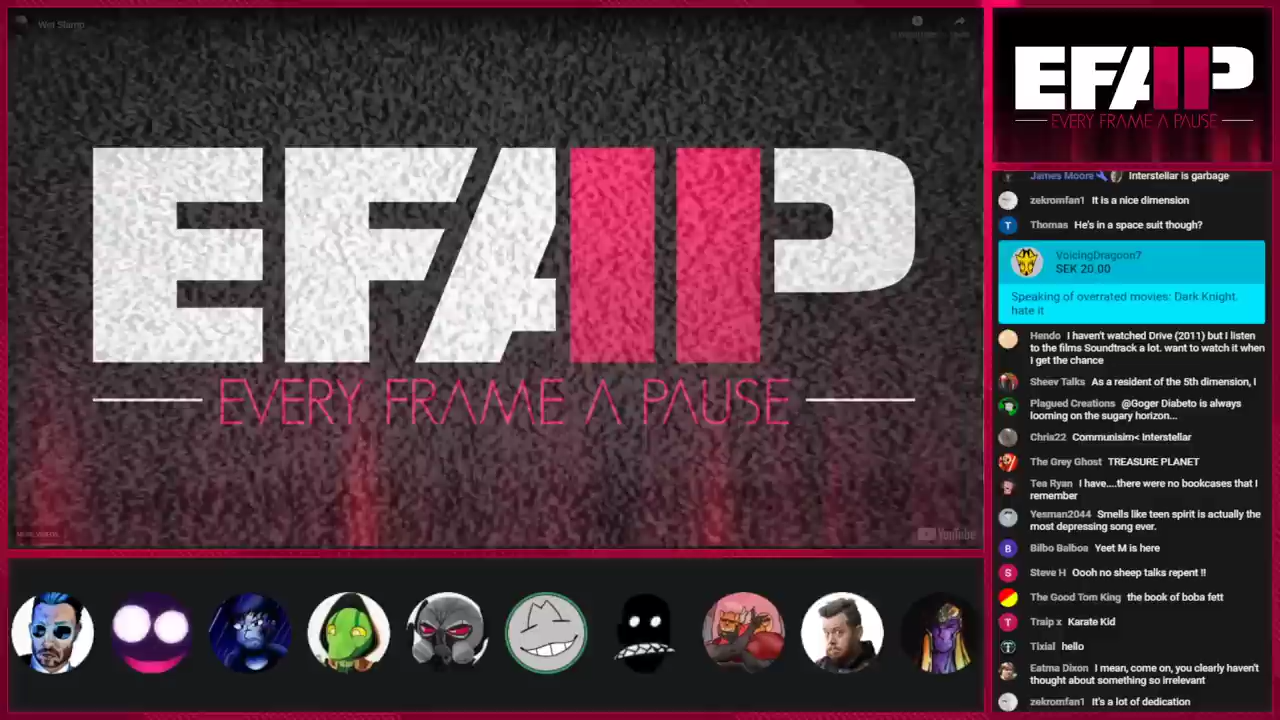 Wet Stamp
EFAP
EVERY FRAME A PAUSE
MORE VIDEOS
YouTube
EFAP
EVERY FRAME A PAUSE
James Moore Interstellar is garbage
zekromfan1 It is a nice dimension
T Thomas He's in a space suit though?
VoicingDragoon7
SEK 20.00
Speaking of overrated movies: Dark Knight.
hate it
Hendo I haven't watched Drive (2011) but I listen
to the films Soundtrack a lot. want to watch it when
I get the chance
Sheev Talks As a resident of the 5th dimension, I
Plagued Creations @Goger Diabeto is always
looming on the sugary horizon...
Chris22 Communisim< Interstellar
The Grey Ghost TREASURE PLANET
Tea Ryan I have....there were no bookcases that I
remember
Yesman2044 Smells like teen spirit is actually the
most depressing song ever.
B Bilbo Balboa Yeet M is here
S Steve H Oooh no sheep talks repent !!
The Good Tom King the book of boba fett
T Traip x Karate Kid
Tixial hello
Eatma Dixon I mean, come on, you clearly haven't
thought about something so irrelevant
zekromfan1 It's a lot of dedication